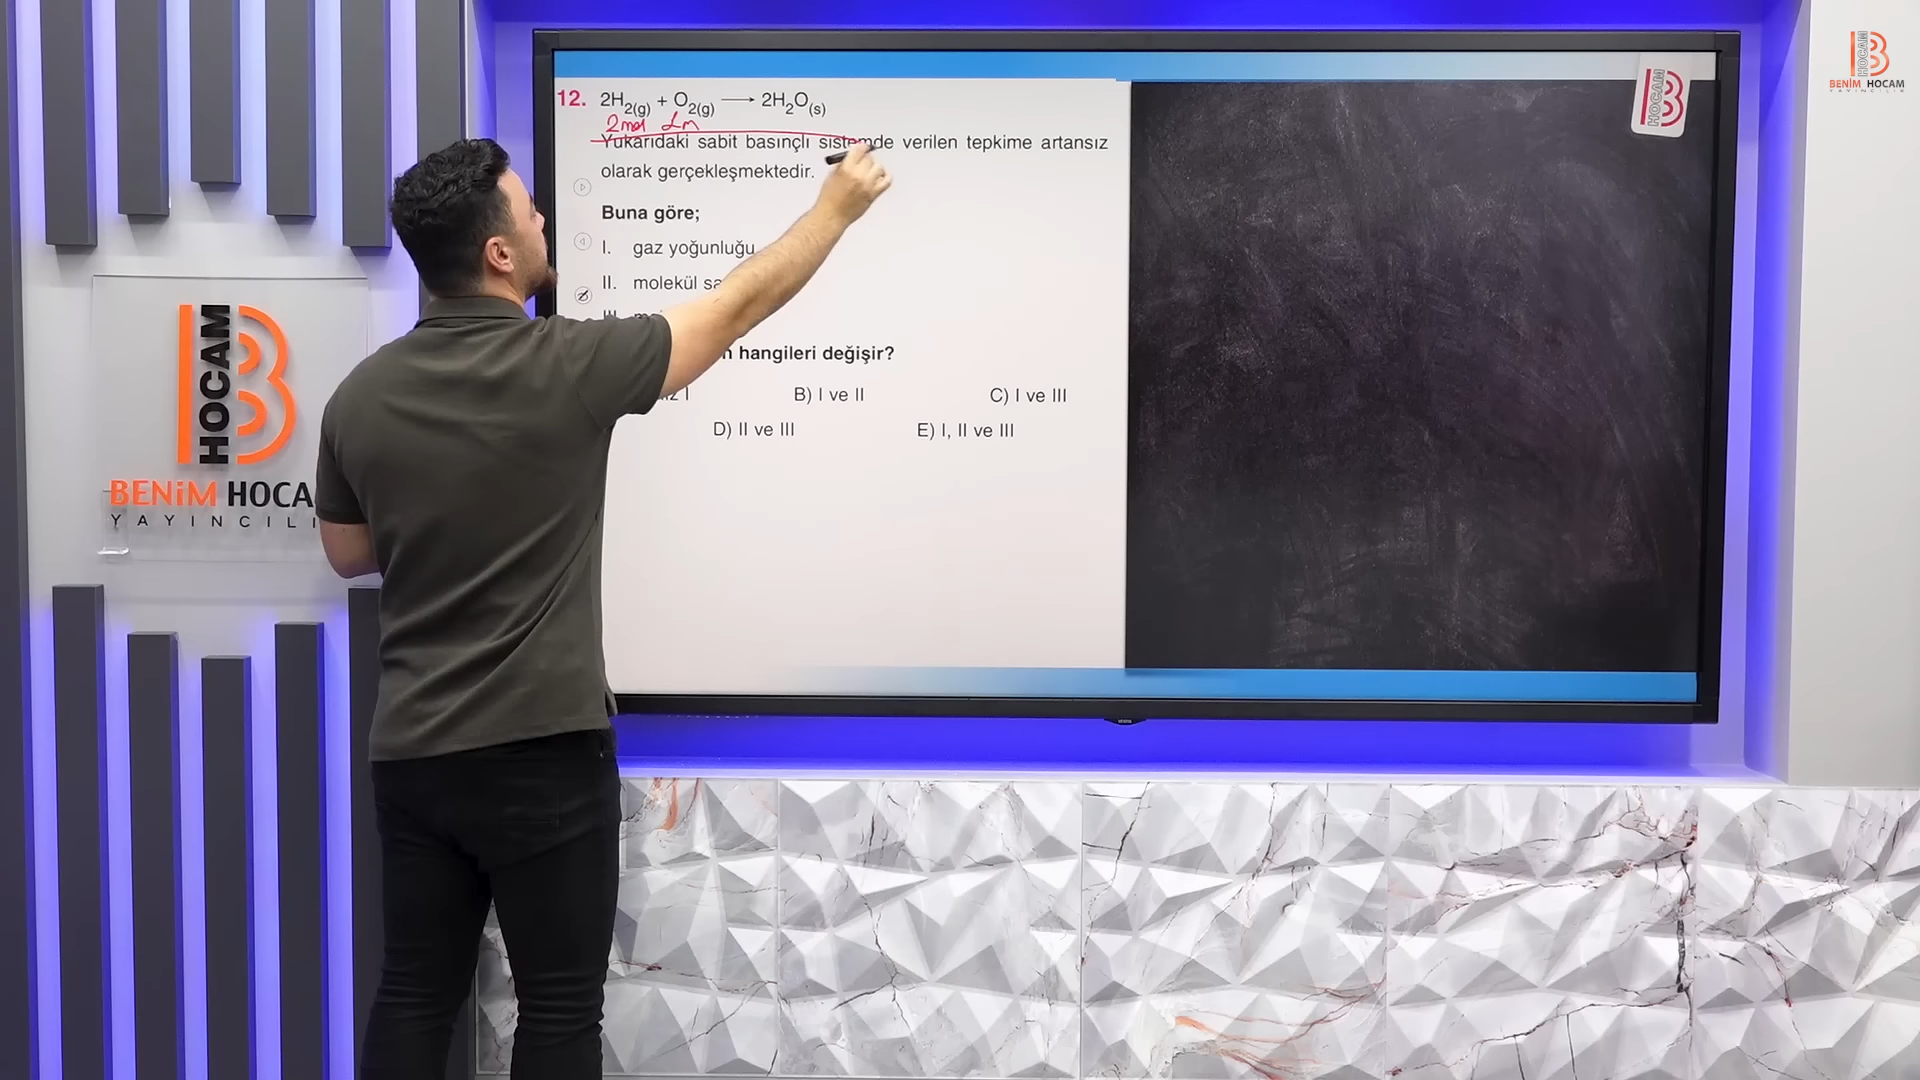 12. 2H2(g) + O2(g) → 2H2O(s)
2mol
Yukarıdaki sabit basınçlı sistemde verilen tepkime artansız
olarak gerçekleşmektedir.
Buna göre;
I. gaz yoğunluğu
II. molekül
III.
hangileri değişir?
I
B) I ve II
C) I ve III
D) II ve III
E) I, II ve III
HOCAM
BENİM HOCAM
YAYINCILIK
HOCAM
BENİM HOCA
YAYINCILI